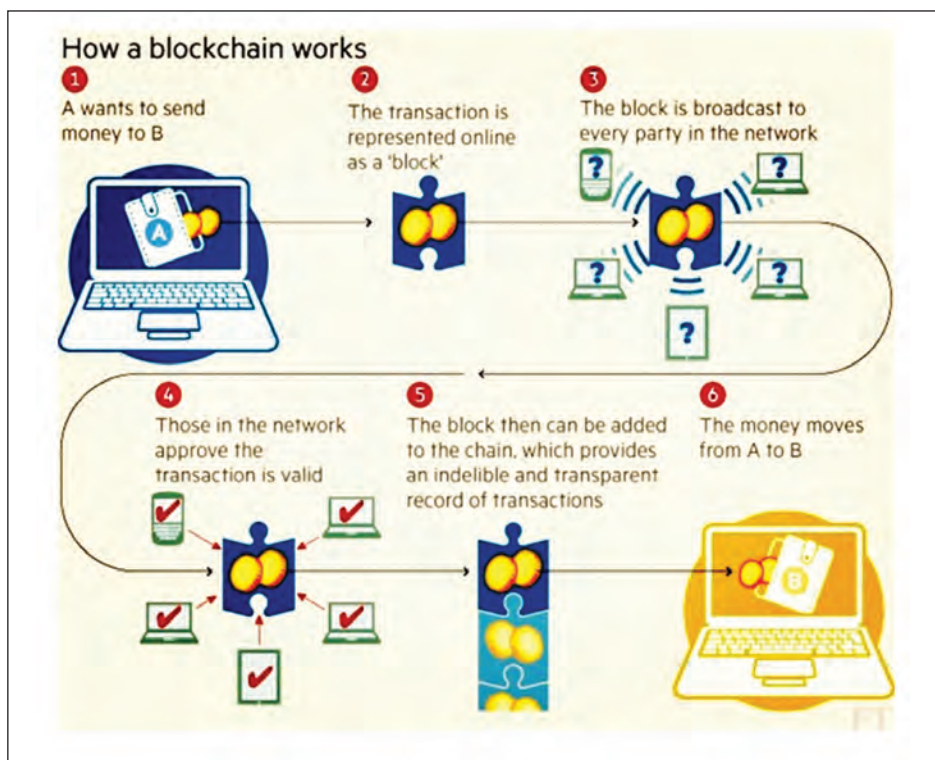 How a blockchain works
1
A wants to send
money to B
2
The transaction is
represented online
as a 'block'
3
The block is broadcast to
every party in the network
A
?
?
?
?
?
4
Those in the network
approve the
transaction is valid
5
The block then can be added
to the chain, which provides
an indelible and transparent
record of transactions
6
The money moves
from A to B
B
FT